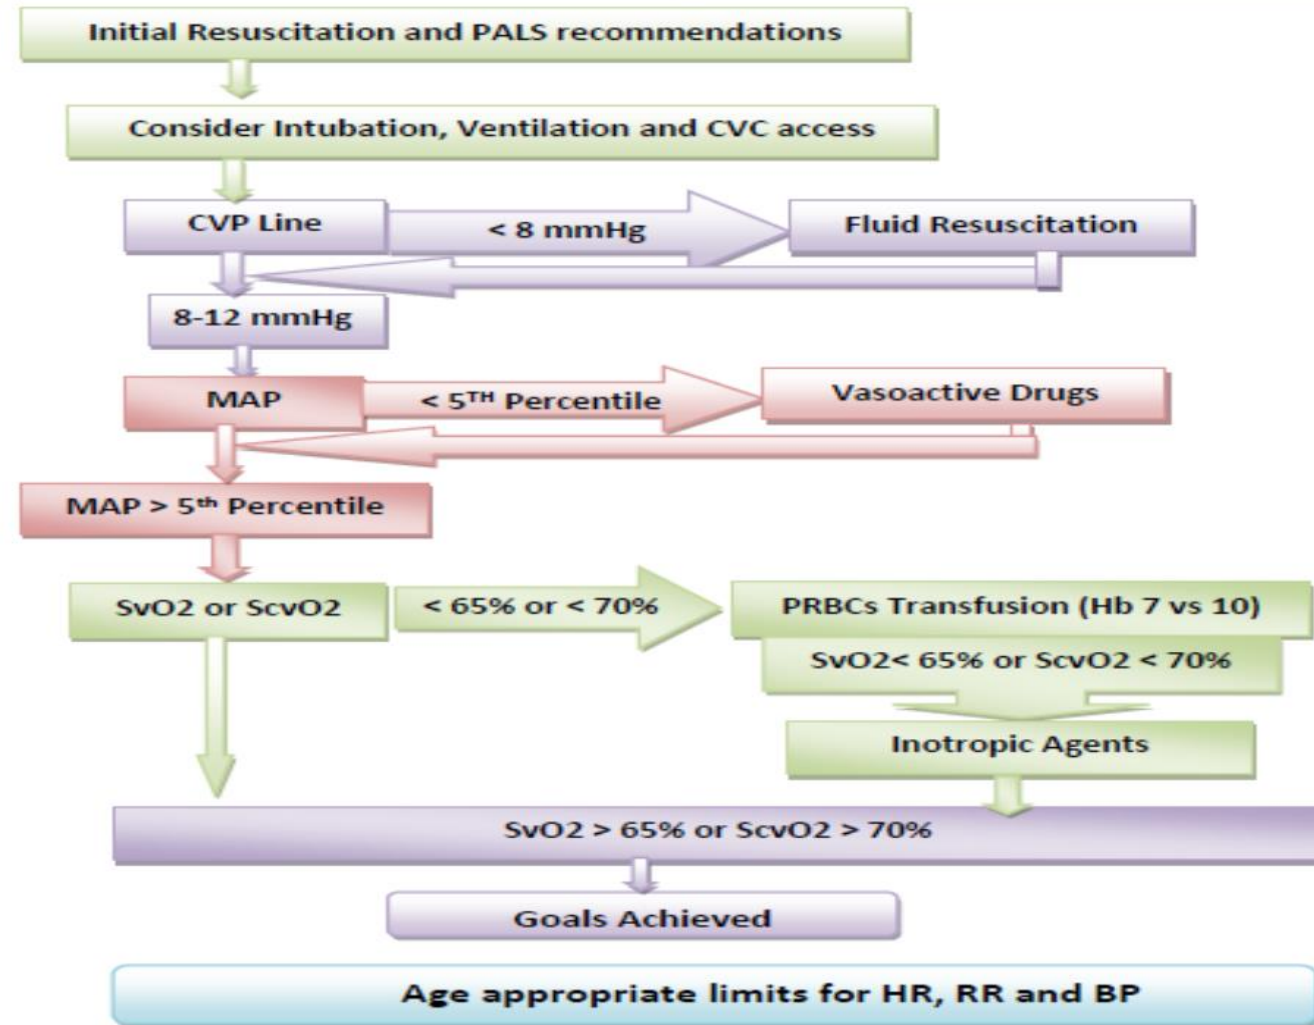 Initial Resuscitation and PALS recommendations
Consider Intubation, Ventilation and CVC access
CVP Line
< 8 mmHg
Fluid Resuscitation
8-12 mmHg
MAP
< 5TH Percentile
Vasoactive Drugs
MAP > 5th Percentile
SvO2 or ScvO2
< 65% or < 70%
PRBCs Transfusion (Hb 7 vs 10)
SvO2< 65% or ScvO2 < 70%
Inotropic Agents
SvO2 > 65% or ScvO2 > 70%
Goals Achieved
Age appropriate limits for HR, RR and BP